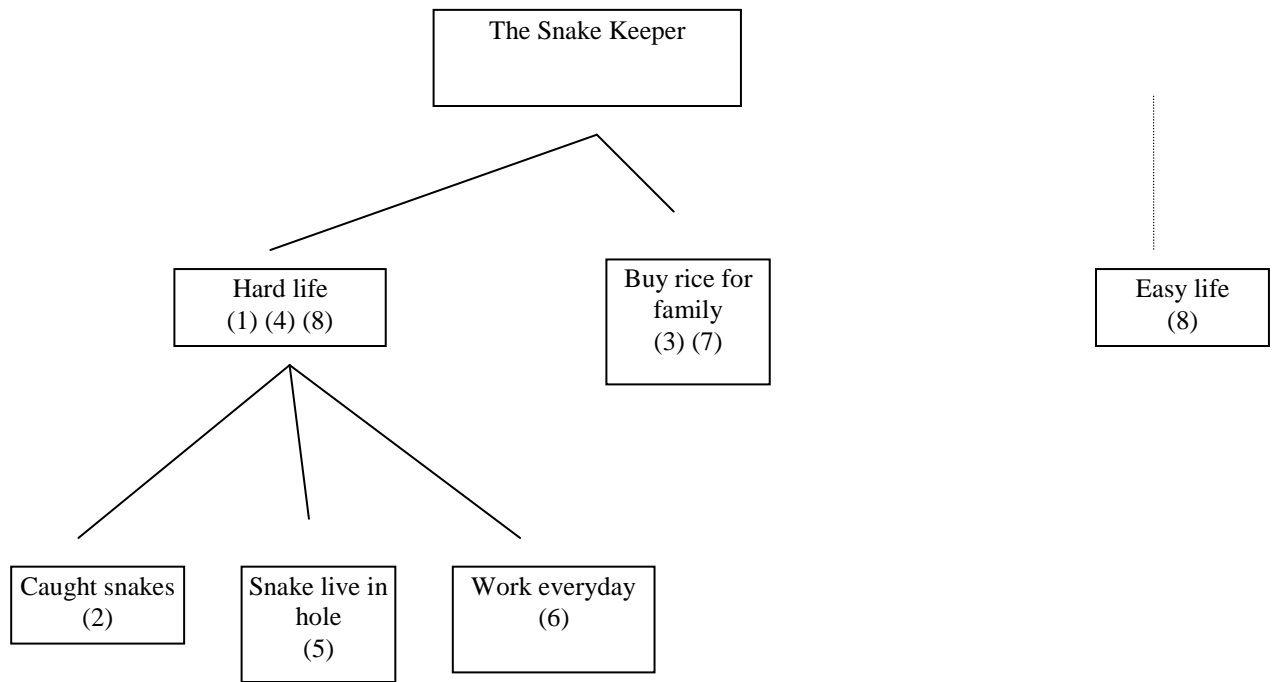 The Snake Keeper
Hard life
(1) (4) (8)
Buy rice for
family
(3) (7)
Easy life
(8)
Caught snakes
(2)
Snake live in
hole
(5)
Work everyday
(6)